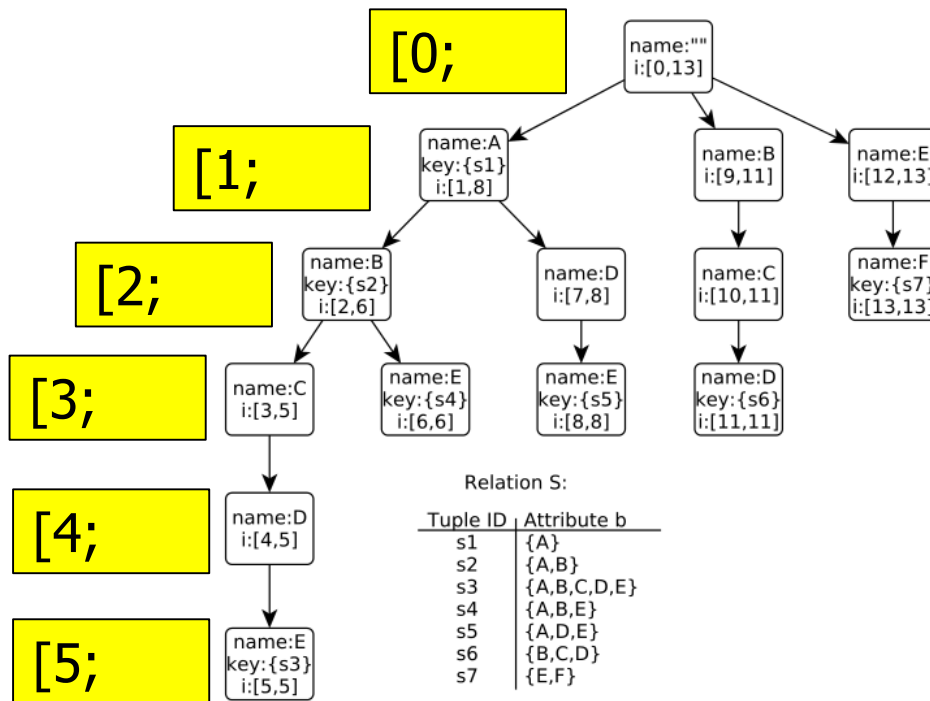 [0;
name:""
i:[0,13]
[1;
name:A
key:{s1}
i:[1,8]
name:B
i:[9,11]
name:E
i:[12,13]
[2;
name:B
key:{s2}
i:[2,6]
name:D
i:[7,8]
name:C
i:[10,11]
name:F
key:{s7}
i:[13,13]
[3;
name:C
i:[3,5]
name:E
key:{s4}
i:[6,6]
name:E
key:{s5}
i:[8,8]
name:D
key:{s6}
i:[11,11]
[4;
name:D
i:[4,5]
[5;
name:E
key:{s3}
i:[5,5]
Relation S:
Tuple ID Attribute b
s1 {A}
s2 {A,B}
s3 {A,B,C,D,E}
s4 {A,B,E}
s5 {A,D,E}
s6 {B,C,D}
s7 {E,F}